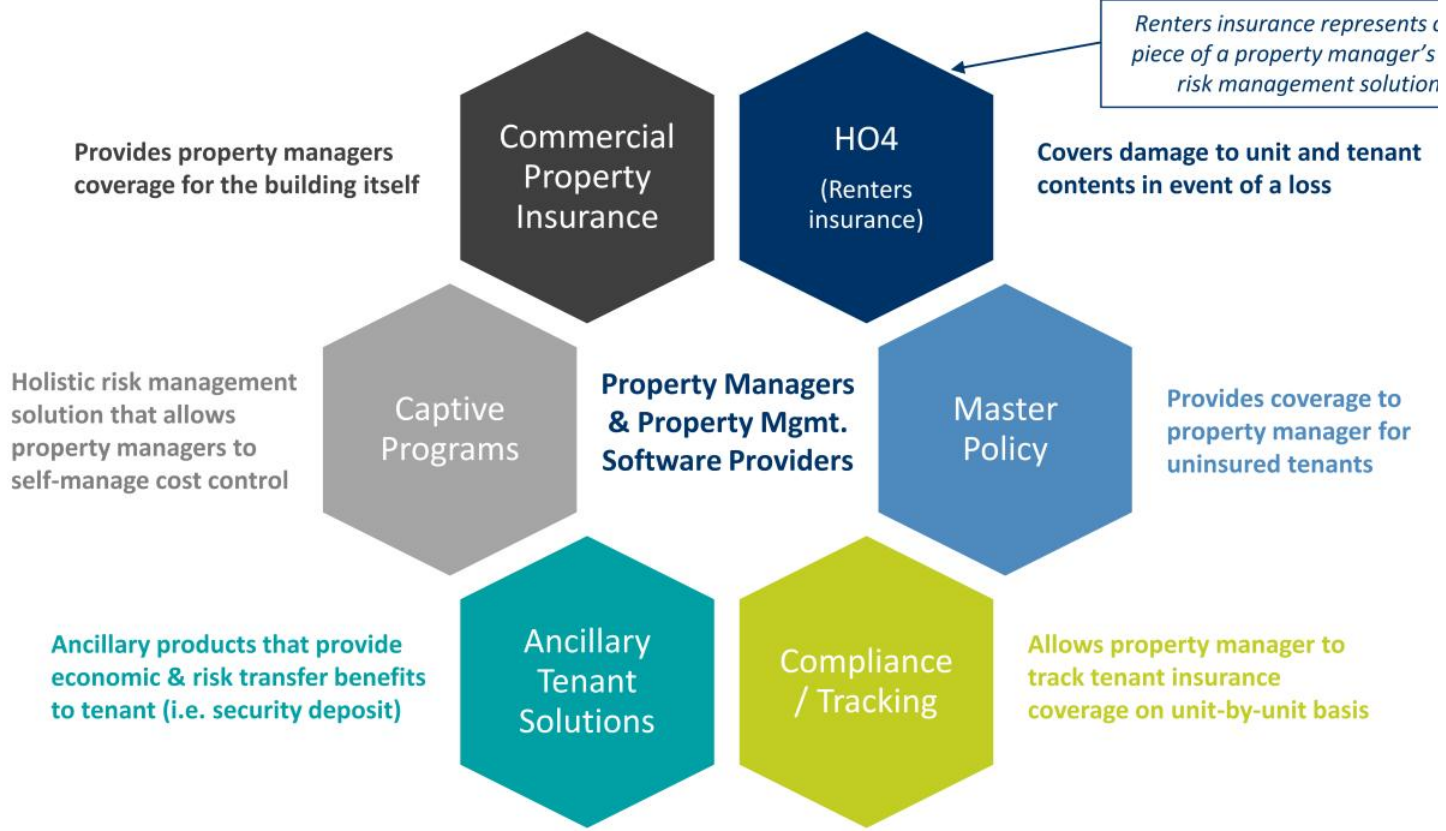 Renters insurance represents
piece of a property manager's
risk management solution
Commercial
Property
Insurance
HO4
(Renters
insurance)
Provides property managers
coverage for the building itself
Covers damage to unit and tenant
contents in event of a loss
Holistic risk management
solution that allows
property managers to
self-manage cost control
Captive
Programs
Property Managers
& Property Mgmt.
Software Providers
Master
Policy
Provides coverage to
property manager for
uninsured tenants
Ancillary products that provide
economic & risk transfer benefits
to tenant (i.e. security deposit)
Ancillary
Tenant
Solutions
Compliance
/ Tracking
Allows property manager to
track tenant insurance
coverage on unit-by-unit basis